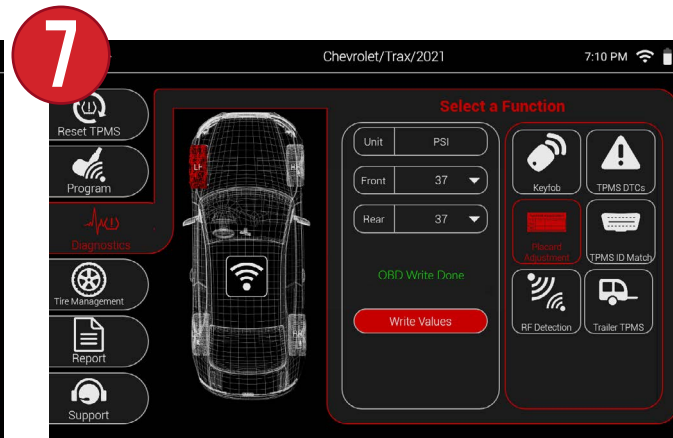 7
Chevrolet/Trax/2021
7:10 PM
Reset TPMS
Program
Diagnostics
Tire Management
Report
Support
Select a Function
Unit PSI
Front 37
Rear 37
OBD Write Done
Write Values
Keyfob
TPMS DTCs
Placard
Adjustment
TPMS ID Match
RF Detection
Trailer TPMS